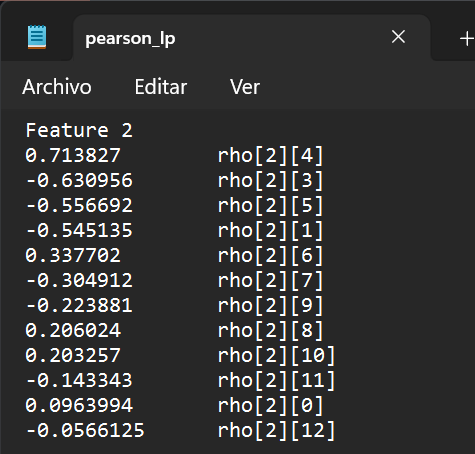 pearson_lp
Archivo Editar Ver
Feature 2
0.713827 rho[2][4]
-0.630956 rho[2][3]
-0.556692 rho[2][5]
-0.545135 rho[2][1]
0.337702 rho[2][6]
-0.304912 rho[2][7]
-0.223881 rho[2][9]
0.206024 rho[2][8]
0.203257 rho[2][10]
-0.143343 rho[2][11]
0.0963994 rho[2][0]
-0.0566125 rho[2][12]